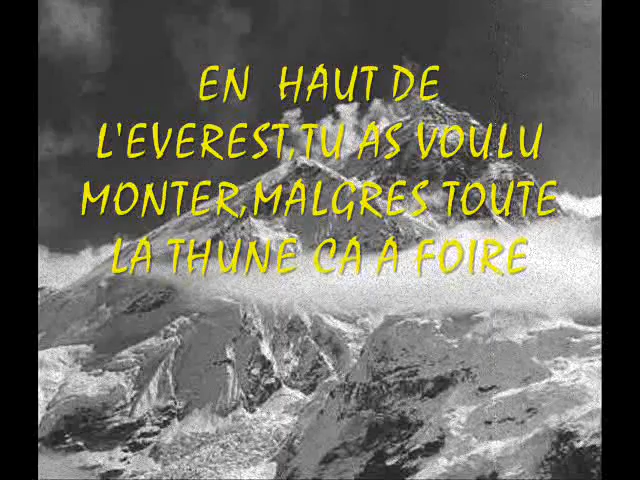 EN HAUT DE
L'EVEREST,TU AS VOULU
MONTER,MALGRES TOUTE
LA THUNE CA A FOIRE